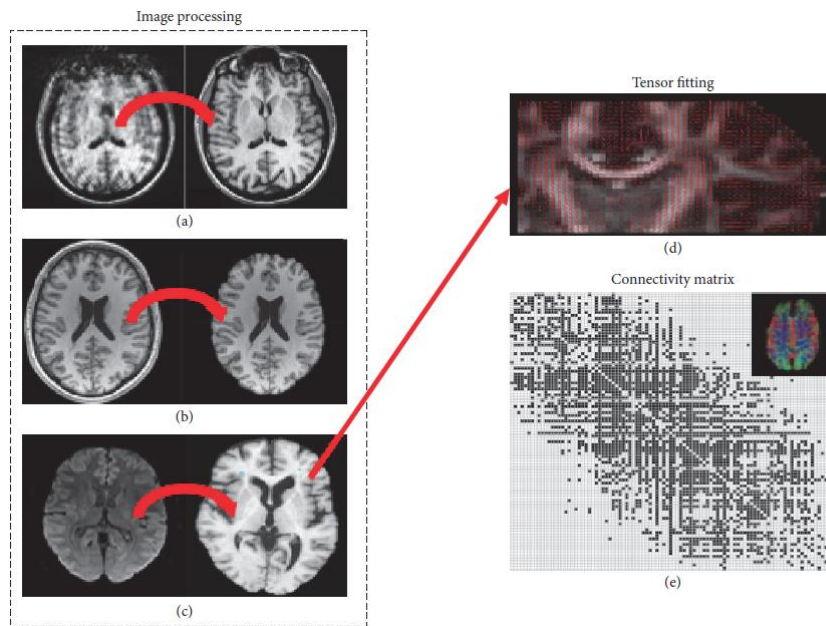 Image processing
(a)
(b)
(c)
Tensor fitting
(d)
Connectivity matrix
(e)